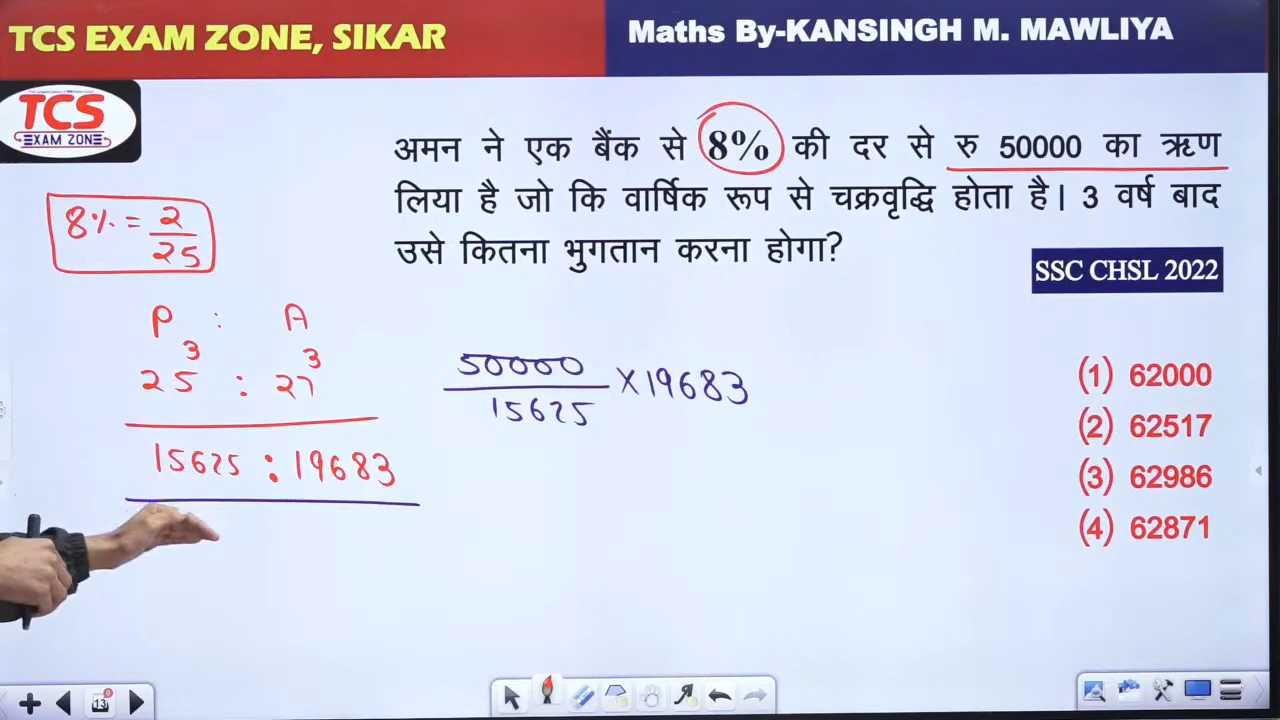 TCS EXAM ZONE, SIKAR
Maths By-KANSINGH M. MAWLIYA
TCS
EXAM ZONE
अमन ने एक बैंक से 8% की दर से रु 50000 का ऋण
लिया है जो कि वार्षिक रूप से चक्रवृद्धि होता है। 3 वर्ष बाद
उसे कितना भुगतान करना होगा?
SSC CHSL 2022
8% = 2/25
P : A
25³ : 27³
15625 : 19683
50000/15625 × 19683
(1) 62000
(2) 62517
(3) 62986
(4) 62871
13